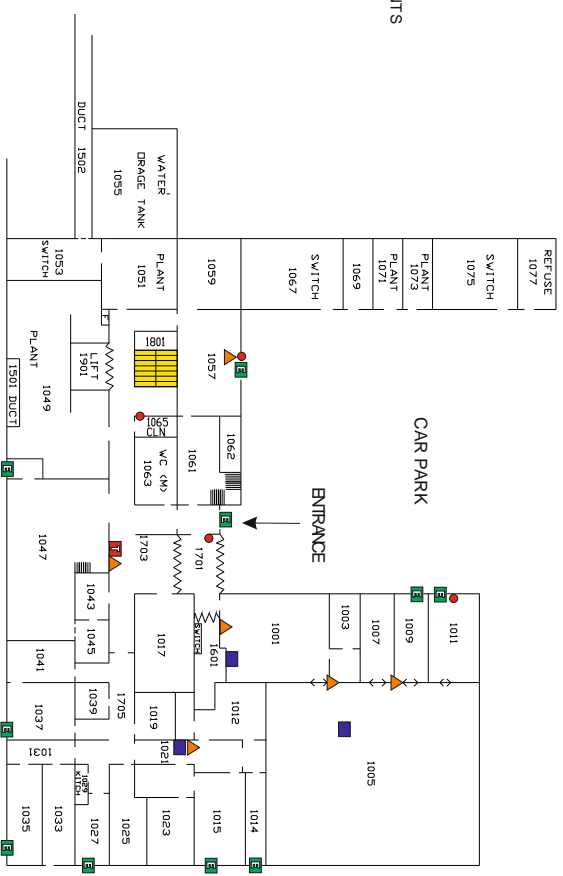 NTS
CAR PARK
ENTRANCE
REFUSE
1077
SWITCH
1075
PLANT
1073
PLANT
1071
1069
SWITCH
1067
1059
PLANT
1051
WATER'
ORAGE TANK
1055
DUCT 1502
1053
SWITCH
F
LIFT
1901
PLANT
1049
1501 DUCT
1801
1057
E
1065
CLN
WC (M)
1063
1061
1062
E
E
1047
T
1703
1701
1043
1045
1041
1017
SWITCH
1601
1001
1003
1007
1009
1011
E
E
1005
1012
1019
1021
1705
1039
1037
E
1031
1029
KITCH
1035
E
1033
1027
E
1025
1023
1015
E
1014
E